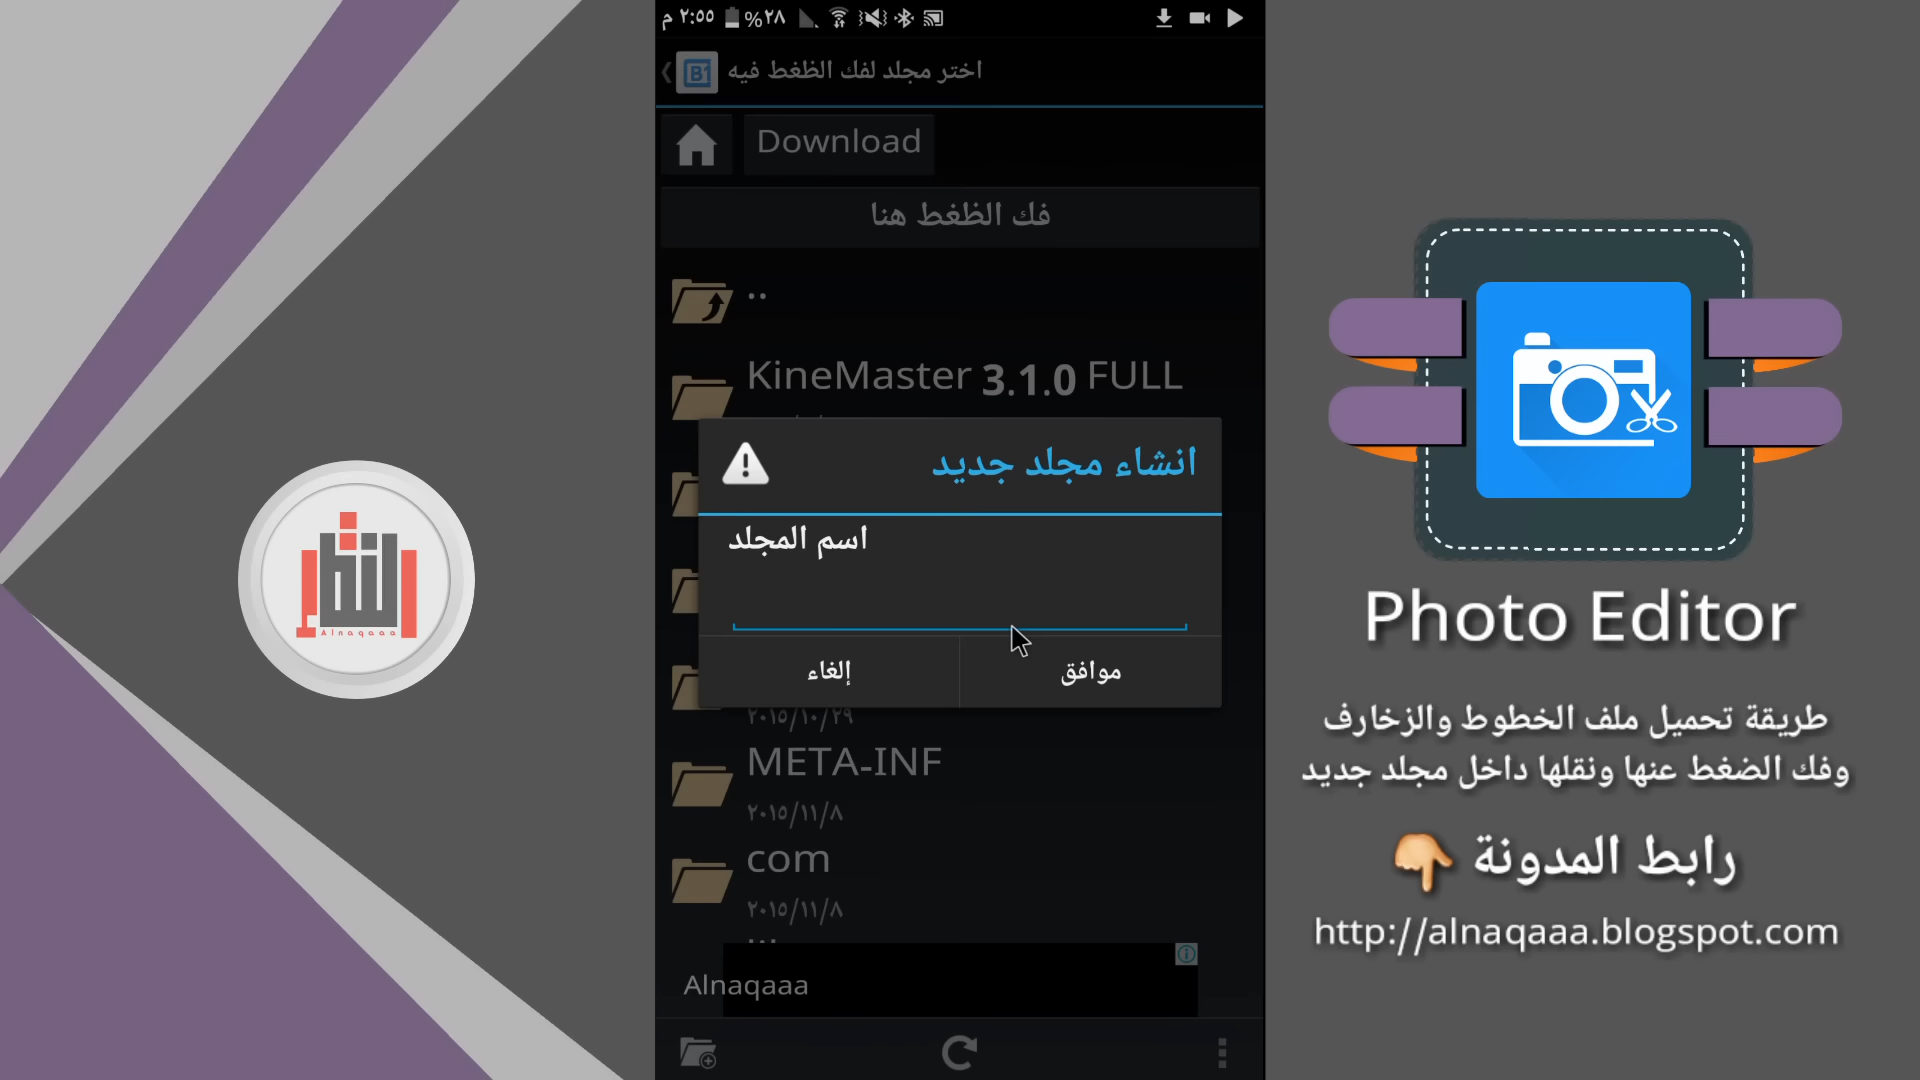 ٢:٥٥ م
%٢٨
اختر مجلد لفك الظغط فيه
Download
فك الظغط هنا
..
KineMaster 3.1.0 FULL
انشاء مجلد جديد
اسم المجلد
إلغاء
موافق
٢٠١٥/١٠/٢٩
META-INF
٢٠١٥/١١/٨
com
٢٠١٥/١١/٨
Alnaqaaa
Alnaqaaa
Photo Editor
طريقة تحميل ملف الخطوط والزخارف
وفك الضغط عنها ونقلها داخل مجلد جديد
رابط المدونة
http://alnaqaaa.blogspot.com